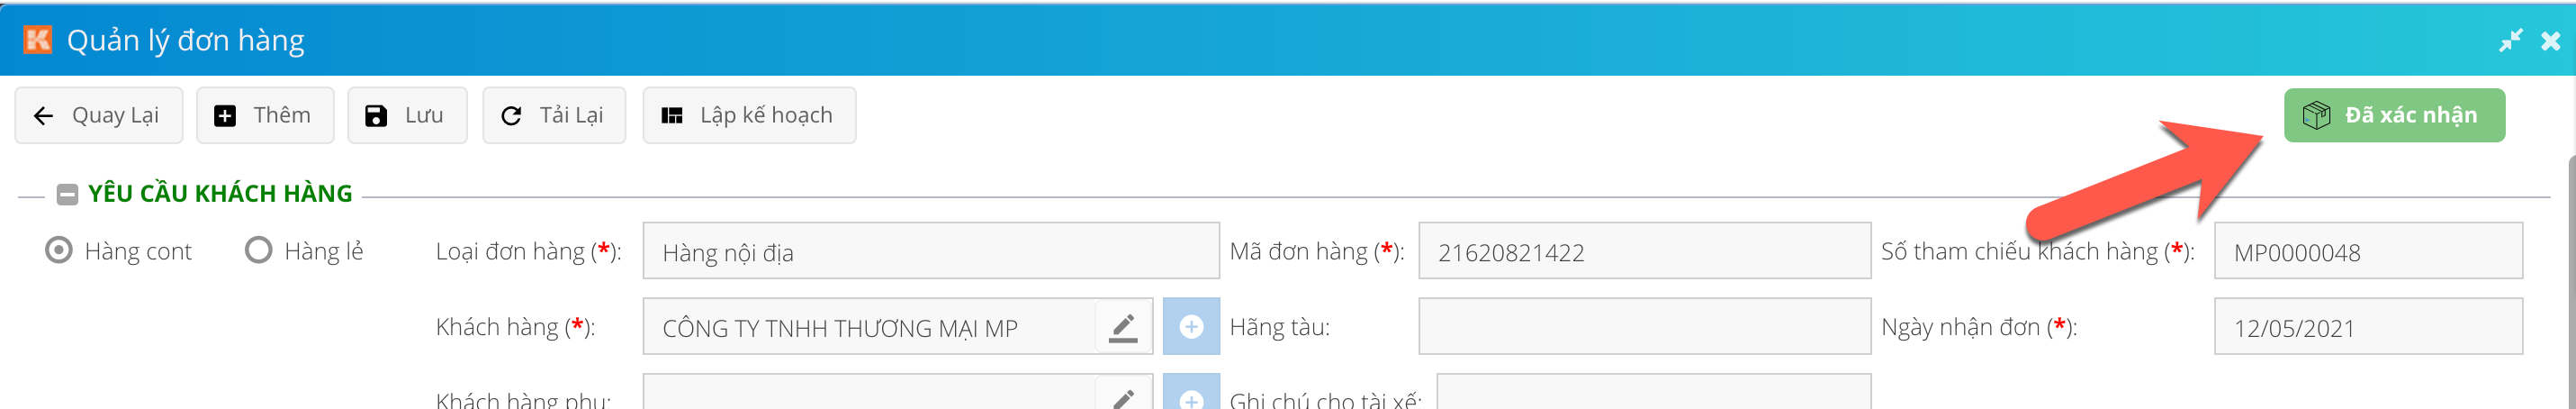 K Quản lý đơn hàng
Quay Lại Thêm Lưu Tải Lại Lập kế hoạch Đã xác nhận
YÊU CẦU KHÁCH HÀNG
Hàng cont Hàng lẻ Loại đơn hàng (*): Hàng nội địa Mã đơn hàng (*): 21620821422 Số tham chiếu khách hàng (*): MP0000048
Khách hàng (*): CÔNG TY TNHH THƯƠNG MẠI MP Hãng tàu: Ngày nhận đơn (*): 12/05/2021
Khách hàng phụ: Ghi chú cho tài xế: